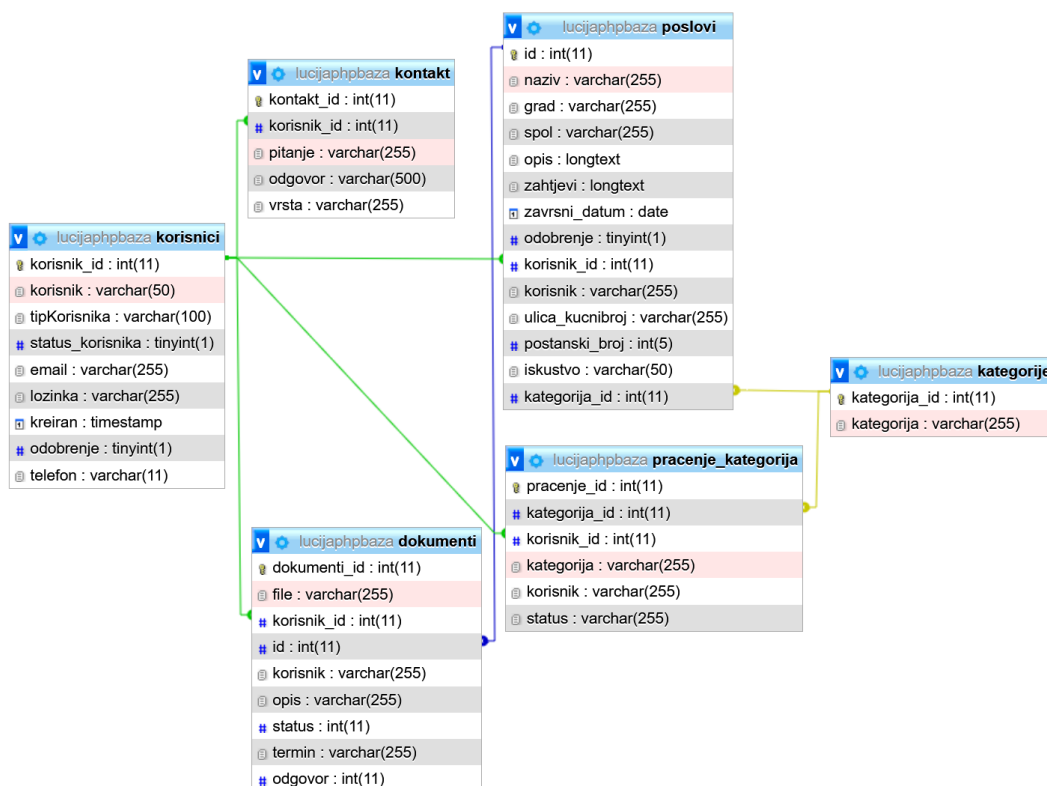 lucijaphpbaza poslovi
id : int(11)
naziv : varchar(255)
grad : varchar(255)
spol : varchar(255)
opis : longtext
zahtjevi : longtext
zavrsni_datum : date
odobrenje : tinyint(1)
korisnik_id : int(11)
korisnik : varchar(255)
ulica_kucnibroj : varchar(255)
postanski_broj : int(5)
iskustvo : varchar(50)
kategorija_id : int(11)
lucijaphpbaza kontakt
kontakt_id : int(11)
korisnik_id : int(11)
pitanje : varchar(255)
odgovor : varchar(500)
vrsta : varchar(255)
lucijaphpbaza korisnici
korisnik_id : int(11)
korisnik : varchar(50)
tipKorisnika : varchar(100)
status_korisnika : tinyint(1)
email : varchar(255)
lozinka : varchar(255)
kreiran : timestamp
odobrenje : tinyint(1)
telefon : varchar(11)
lucijaphpbaza kategorije
kategorija_id : int(11)
kategorija : varchar(255)
lucijaphpbaza pracenje_kategorija
pracenje_id : int(11)
kategorija_id : int(11)
korisnik_id : int(11)
kategorija : varchar(255)
korisnik : varchar(255)
status : varchar(255)
lucijaphpbaza dokumenti
dokumenti_id : int(11)
file : varchar(255)
korisnik_id : int(11)
id : int(11)
korisnik : varchar(255)
opis : varchar(255)
status : int(11)
termin : varchar(255)
odgovor : int(11)